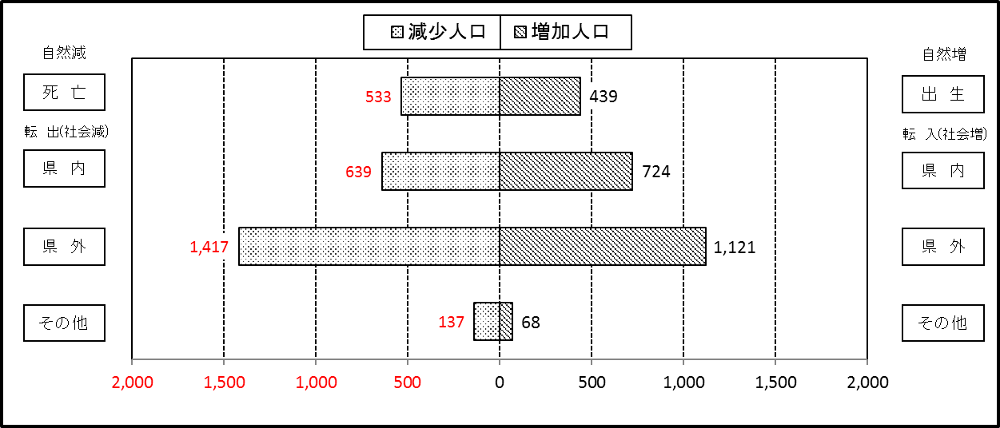 減少人口 増加人口
自然減 自然増
死 亡 533 439 出 生
転 出(社会減) 転 入(社会増)
県 内 639 724 県 内
県 外 1,417 1,121 県 外
その他 137 68 その他
2,000 1,500 1,000 500 0 500 1,000 1,500 2,000